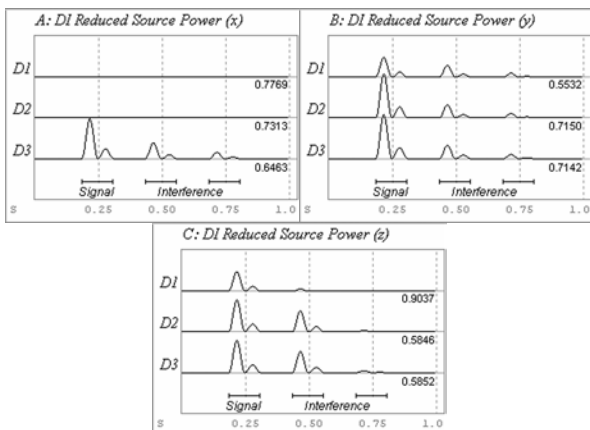 A: D1 Reduced Source Power (x)
D1
0.7769
D2
0.7313
D3
0.6463
Signal Interference
S 0.25 0.50 0.75 1.0
B: D1 Reduced Source Power (y)
D1
0.5532
D2
0.7150
D3
0.7142
Signal Interference
S 0.25 0.50 0.75 1.0
C: D1 Reduced Source Power (z)
D1
0.9037
D2
0.5846
D3
0.5852
Signal Interference
S 0.25 0.50 0.75 1.0